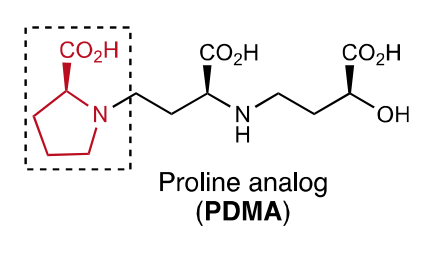 CO₂H CO₂H CO₂H
N N
H OH
Proline analog
(PDMA)